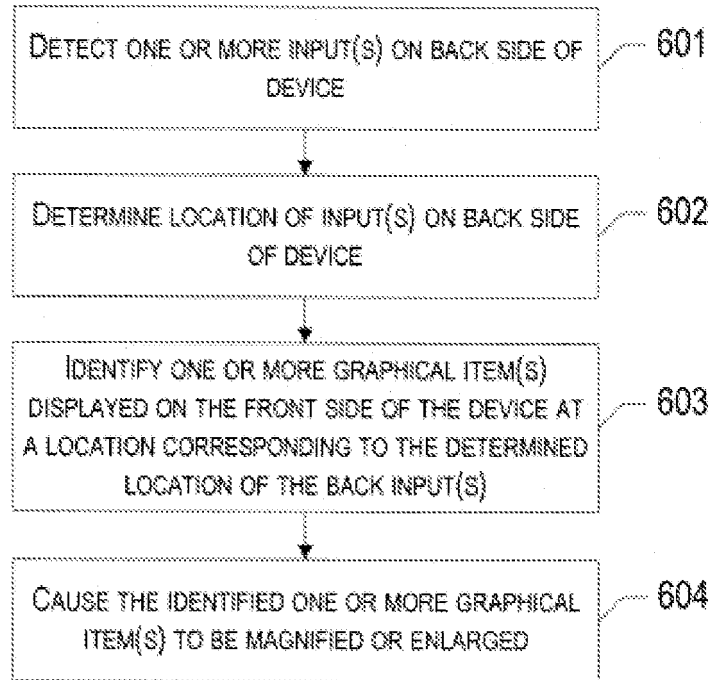 DETECT ONE OR MORE INPUT(S) ON BACK SIDE OF
DEVICE
601
DETERMINE LOCATION OF INPUT(S) ON BACK SIDE
OF DEVICE
602
IDENTIFY ONE OR MORE GRAPHICAL ITEM(S)
DISPLAYED ON THE FRONT SIDE OF THE DEVICE AT
A LOCATION CORRESPONDING TO THE DETERMINED
LOCATION OF THE BACK INPUT(S)
603
CAUSE THE IDENTIFIED ONE OR MORE GRAPHICAL
ITEM(S) TO BE MAGNIFIED OR ENLARGED
604